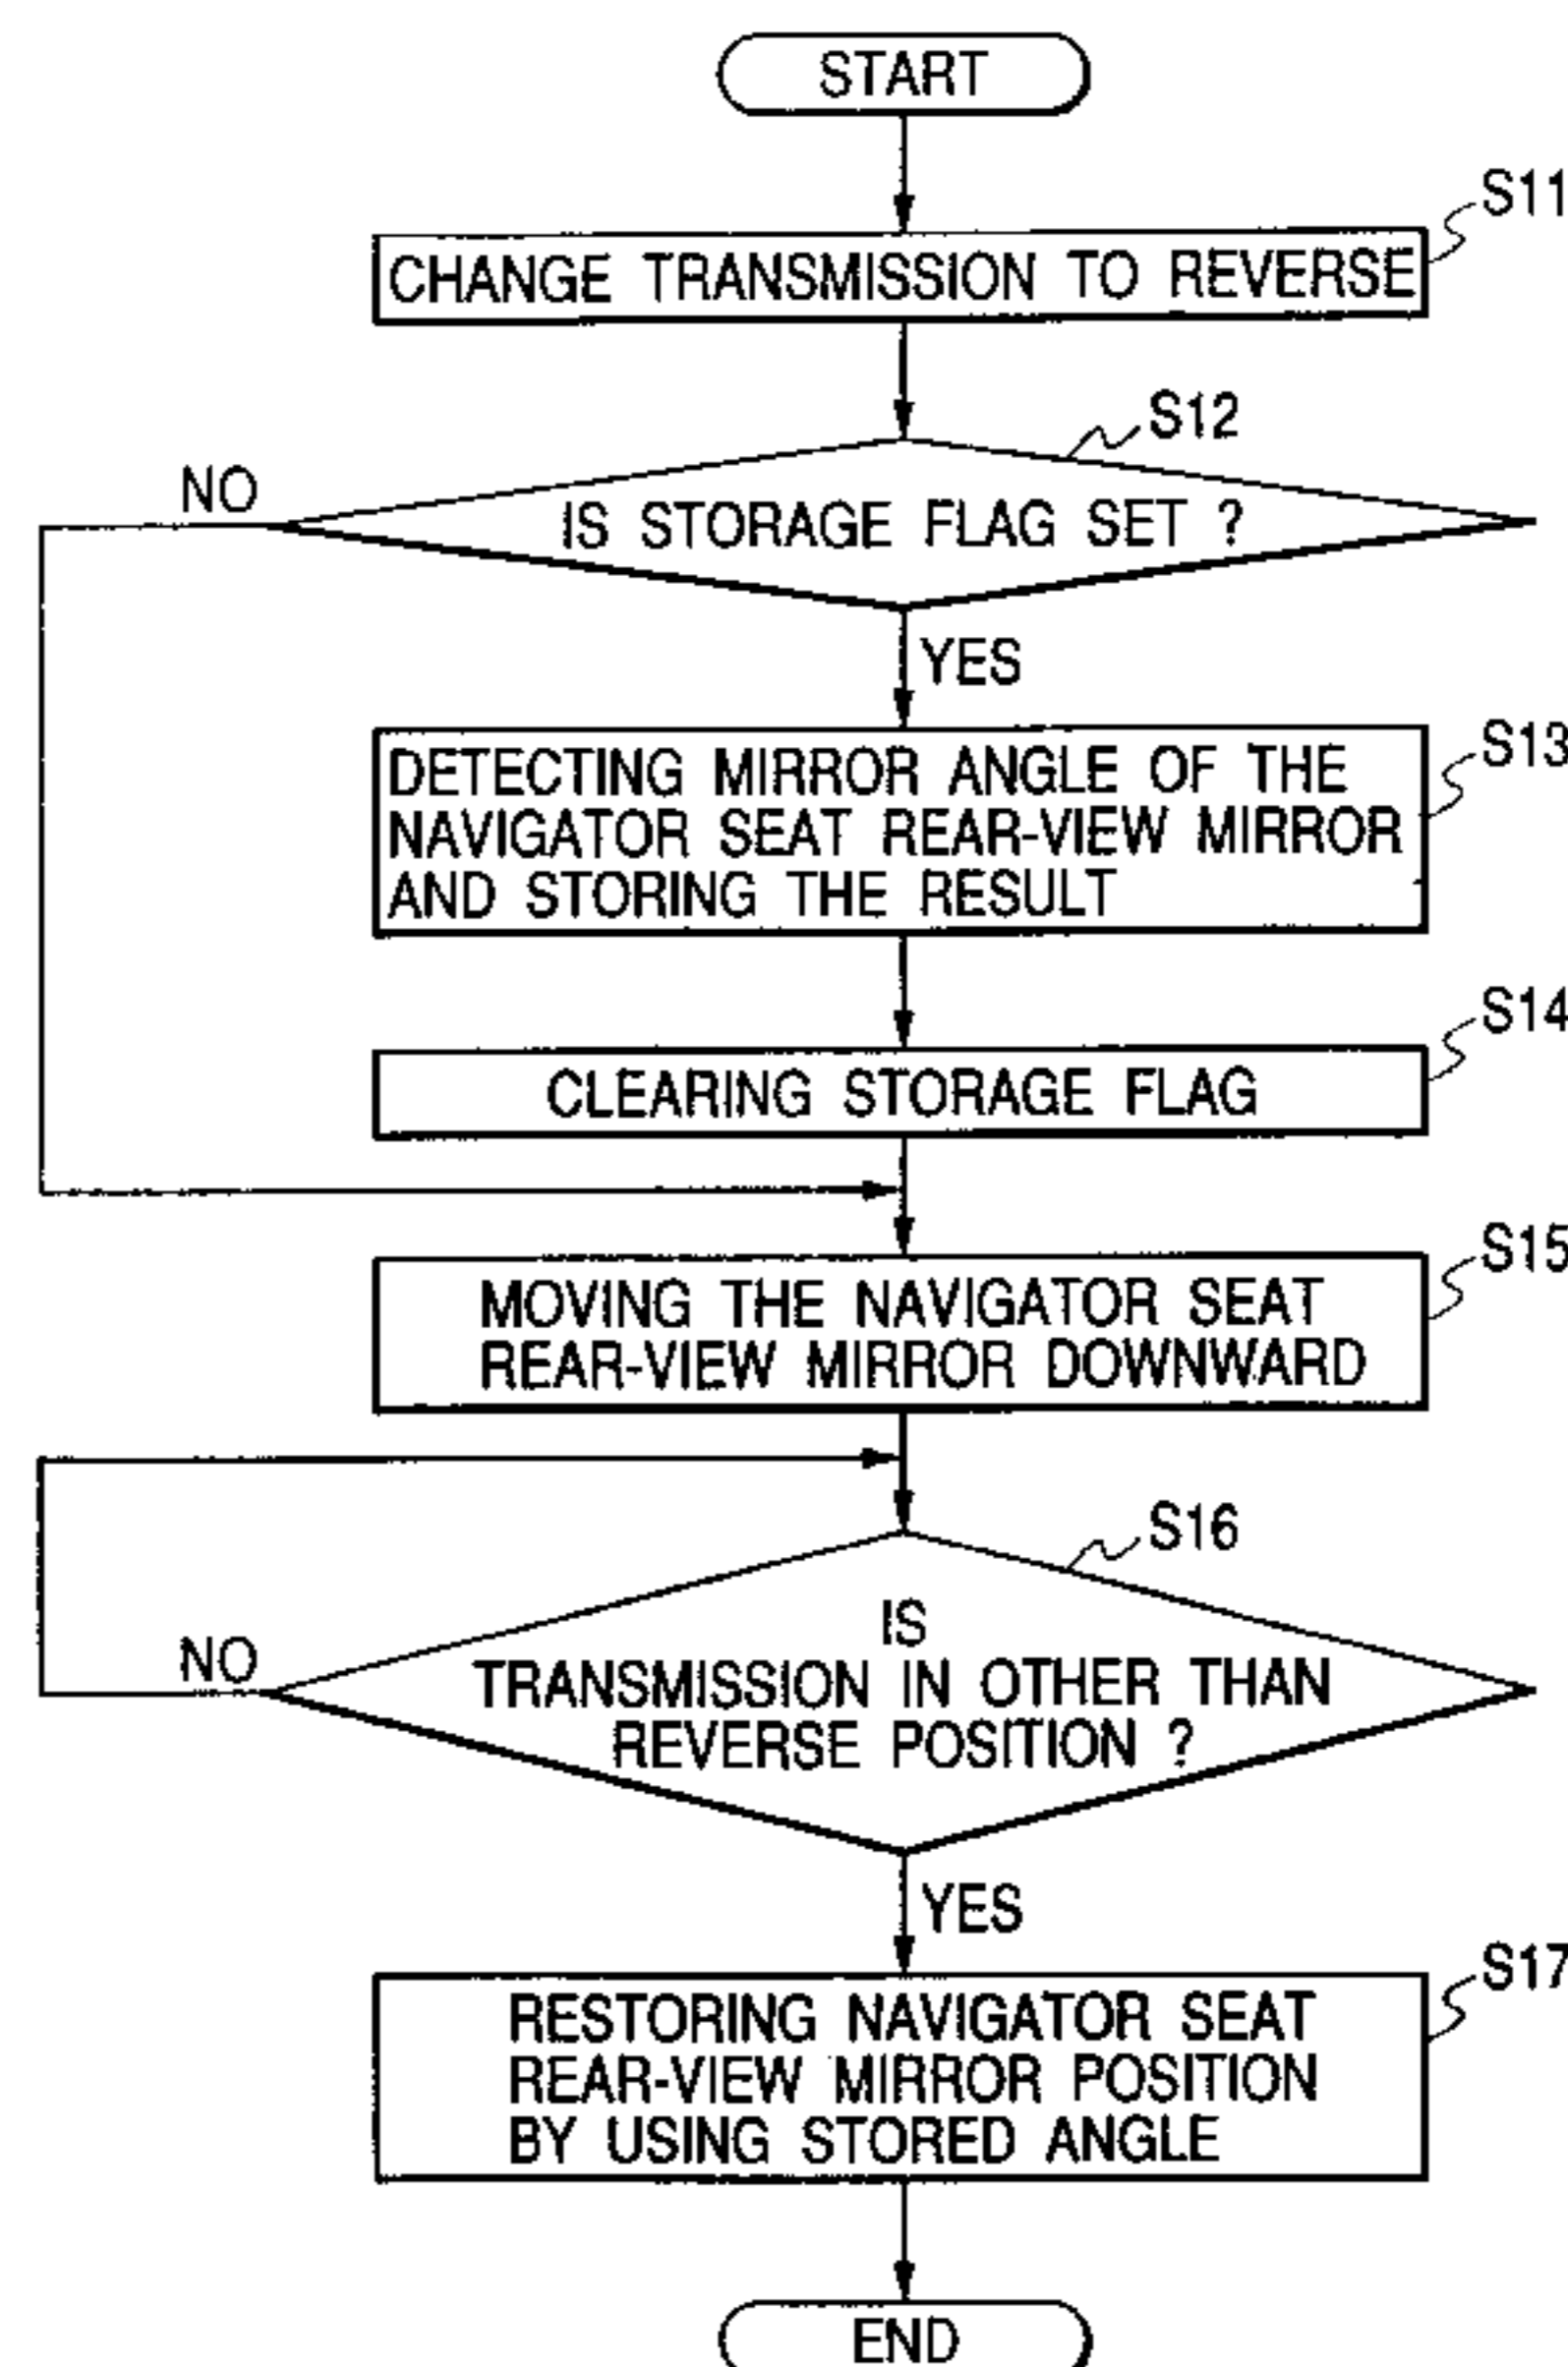 START
S11
CHANGE TRANSMISSION TO REVERSE
S12
NO
IS STORAGE FLAG SET ?
YES
S13
DETECTING MIRROR ANGLE OF THE
NAVIGATOR SEAT REAR-VIEW MIRROR
AND STORING THE RESULT
S14
CLEARING STORAGE FLAG
S15
MOVING THE NAVIGATOR SEAT
REAR-VIEW MIRROR DOWNWARD
S16
IS
NO
TRANSMISSION IN OTHER THAN
REVERSE POSITION ?
YES
S17
RESTORING NAVIGATOR SEAT
REAR-VIEW MIRROR POSITION
BY USING STORED ANGLE
END